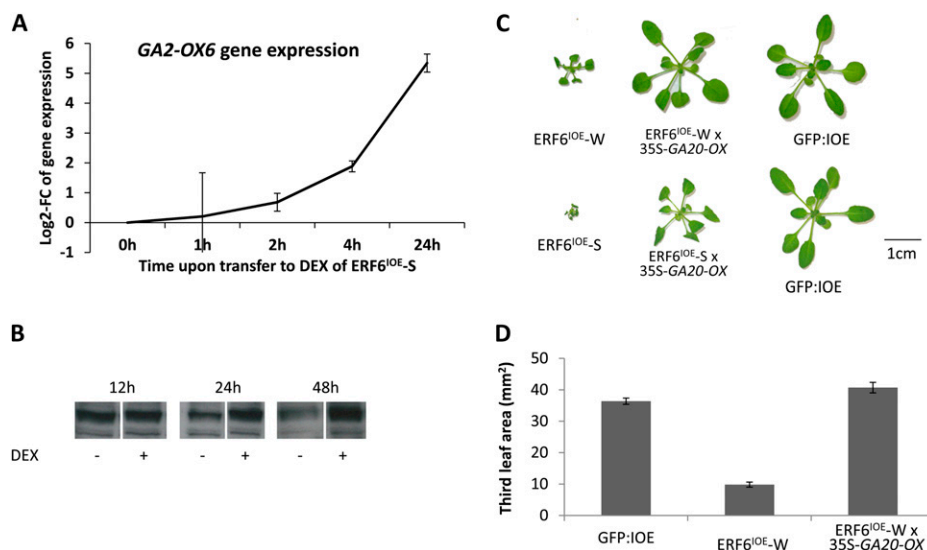 A
GA2-OX6 gene expression
Log2-FC of gene expression
6
5
4
3
2
1
0
-1
0h 1h 2h 4h 24h
Time upon transfer to DEX of ERF6IOE-S
B
12h 24h 48h
DEX - + - + - +
C
ERF6IOE-W
ERF6IOE-W x
35S-GA20-OX
GFP:IOE
ERF6IOE-S
ERF6IOE-S x
35S-GA20-OX
GFP:IOE
1cm
D
Third leaf area (mm2)
50
40
30
20
10
0
GFP:IOE
ERF6IOE-W
ERF6IOE-W x
35S-GA20-OX